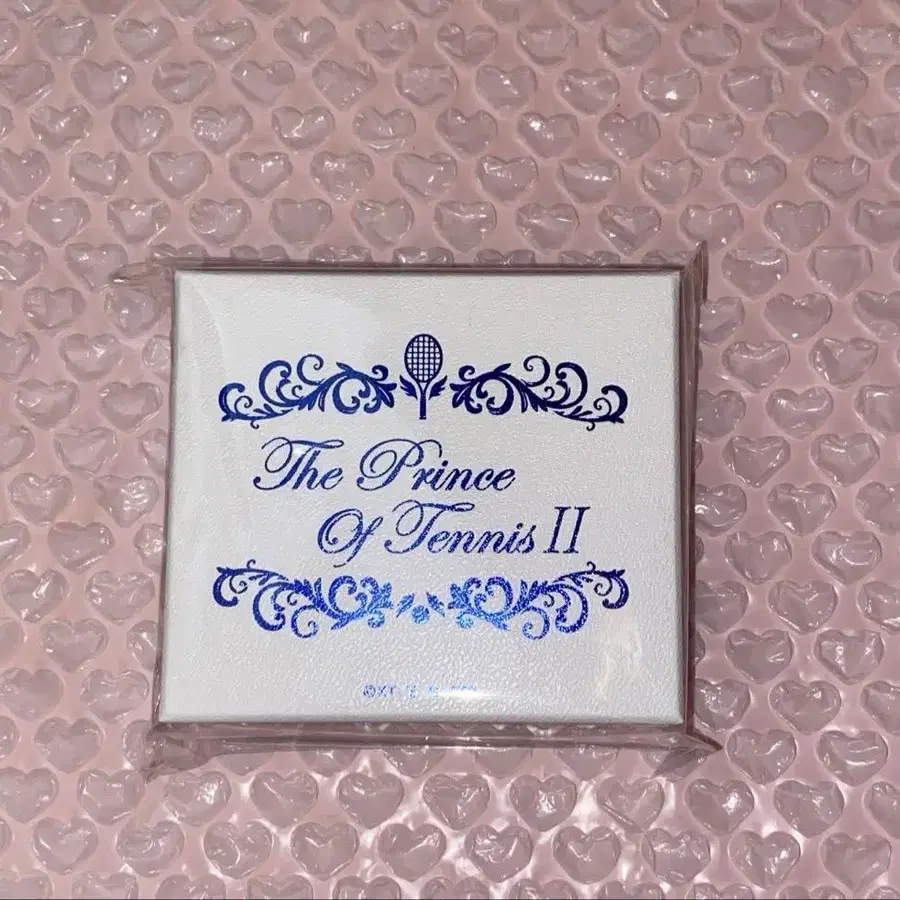 The Prince
Of Tennis II